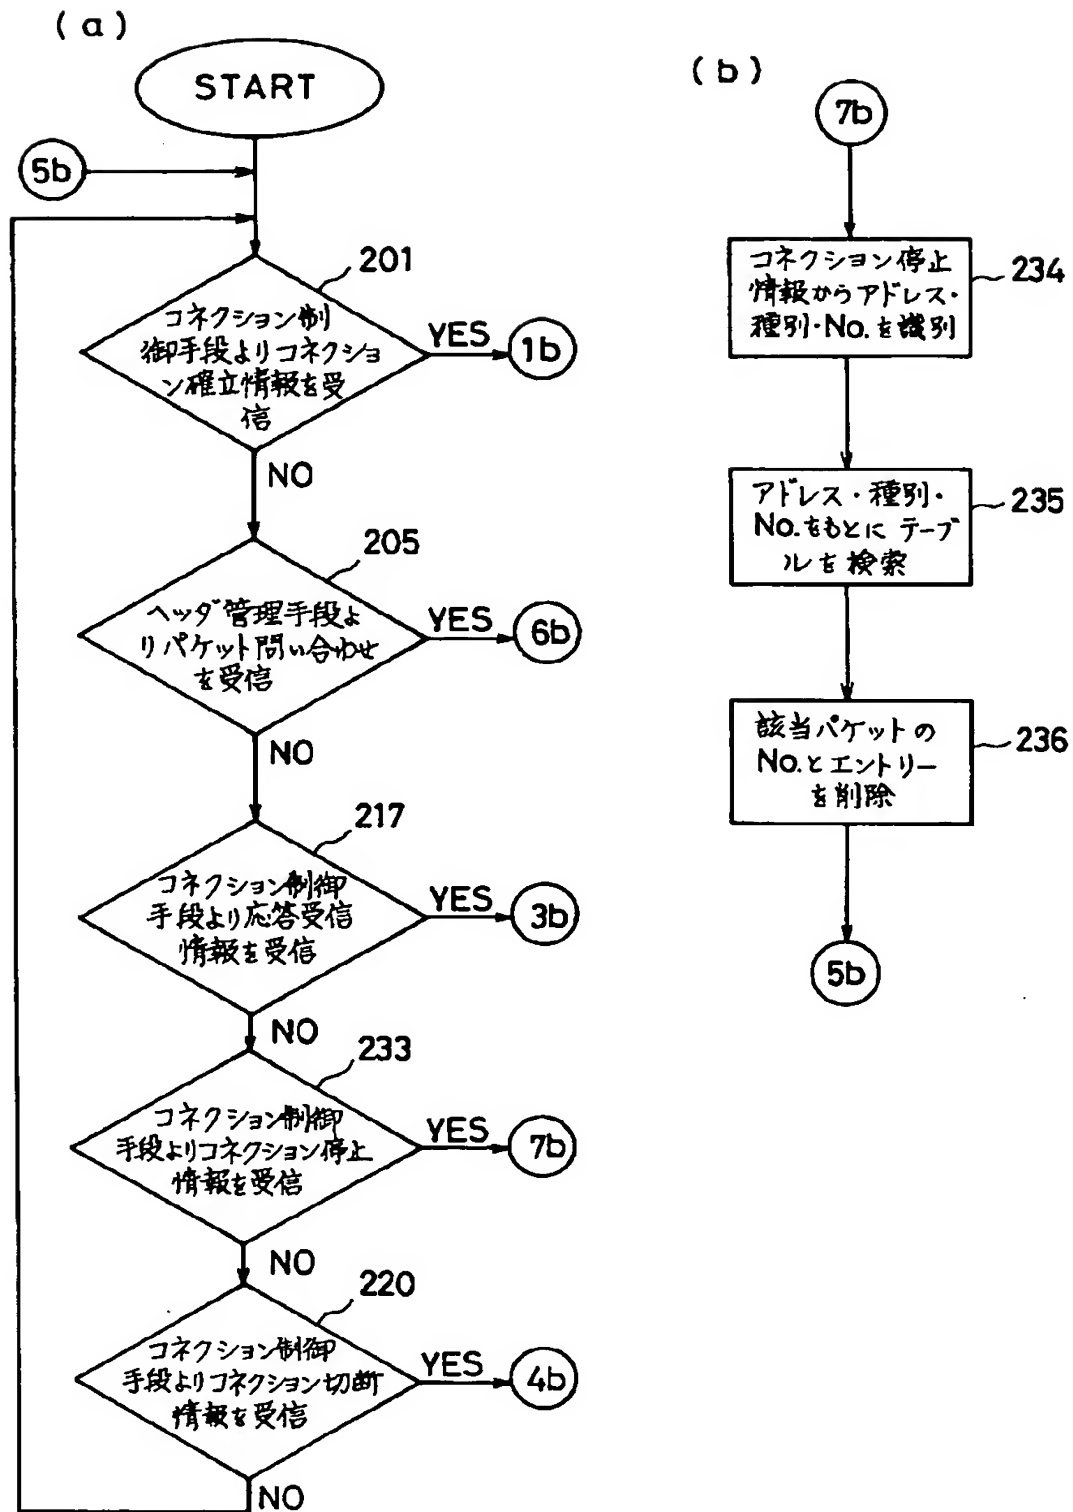 (a)
START
5b
201
コネクション制
御手段よりコネクショ
ン確立情報を受
信
YES
1b
NO
205
ヘッダ管理手段よ
りパケット問い合わせ
を受信
YES
6b
NO
217
コネクション制御
手段より応答受信
情報を受信
YES
3b
NO
233
コネクション制御
手段よりコネクション停止
情報を受信
YES
7b
NO
220
コネクション制御
手段よりコネクション切断
情報を受信
YES
4b
NO
(b)
7b
コネクション停止
情報からアドレス・
種別・No.を識別
234
アドレス・種別・
No.をもとにテーブ
ルを検索
235
該当パケットの
No.とエントリー
を削除
236
5b